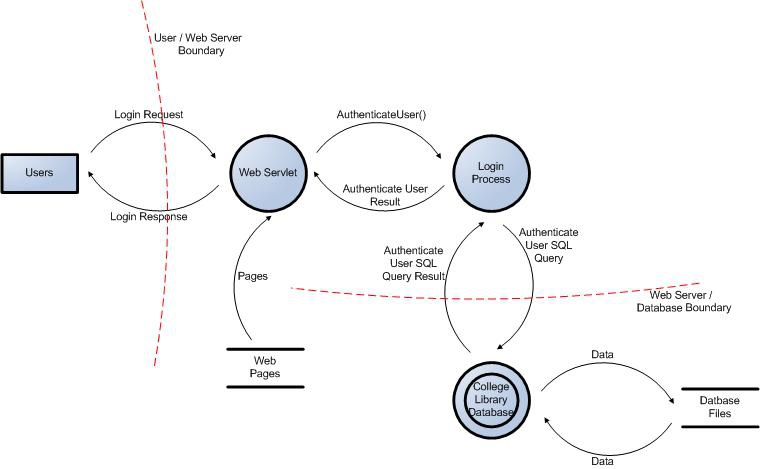 User / Web Server
Boundary
Login Request
AuthenticateUser()
Users
Web Servlet
Login
Process
Authenticate User
Result
Login Response
Authenticate
User SQL
Query
Authenticate
User SQL
Query Result
Pages
Web Server /
Database Boundary
Web
Pages
Data
College
Library
Database
Datbase
Files
Data